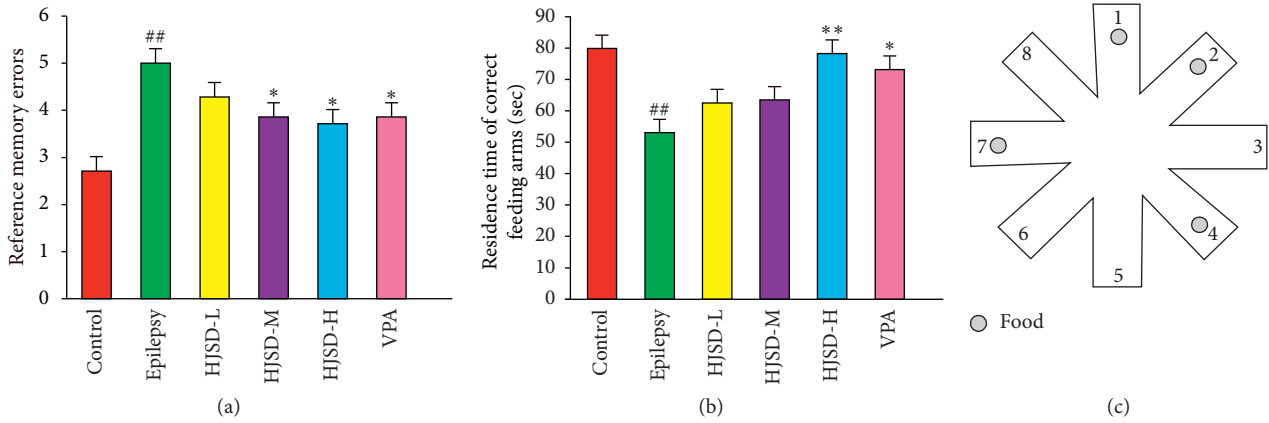 Reference memory errors
6
5
4
3
2
1
0
##
*
*
*
Control
Epilepsy
HJSD-L
HJSD-M
HJSD-H
VPA
(a)
Residence time of correct
feeding arms (sec)
90
80
70
60
50
40
30
20
10
0
##
**
*
Control
Epilepsy
HJSD-L
HJSD-M
HJSD-H
VPA
(b)
1
2
3
4
5
6
7
8
Food
(c)